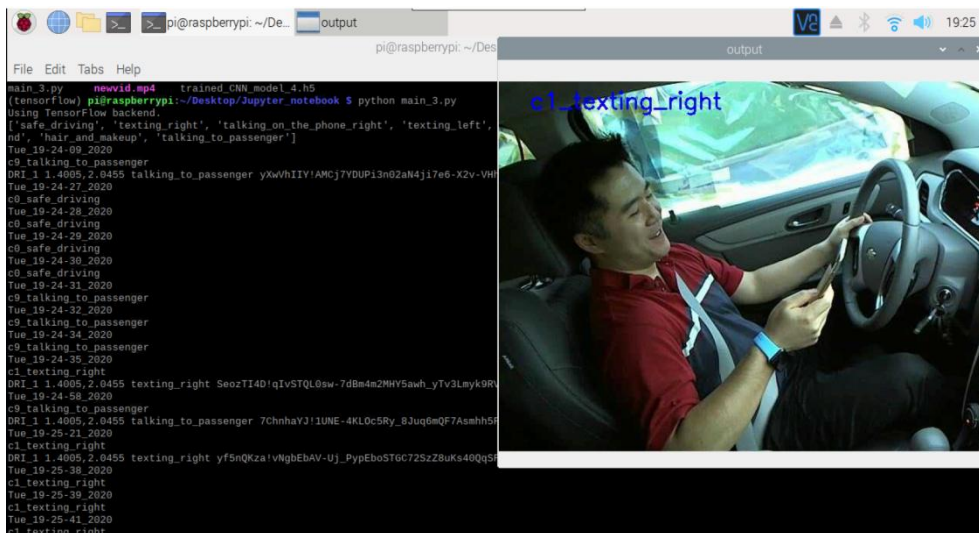 pi@raspberrypi: ~/De...
output
VNC
19:25
pi@raspberrypi: ~/Des
output
File Edit Tabs Help
main_3.py newvid.mp4 trained_CNN_model_4.h5
(tensorflow) pi@raspberrypi:~/Desktop/Jupyter_notebook $ python main_3.py
Using TensorFlow backend.
['safe_driving', 'texting_right', 'talking_on_the_phone_right', 'texting_left',
nd', 'hair_and_makeup', 'talking_to_passenger']
Tue_19-24-09_2020
c9_talking_to_passenger
DRI_1 1.4005,2.0455 talking_to_passenger
Tue_19-24-27_2020
c0_safe_driving
Tue_19-24-28_2020
c0_safe_driving
Tue_19-24-29_2020
c0_safe_driving
Tue_19-24-30_2020
c0_safe_driving
Tue_19-24-31_2020
c9_talking_to_passenger
Tue_19-24-32_2020
c9_talking_to_passenger
Tue_19-24-34_2020
c9_talking_to_passenger
Tue_19-24-35_2020
c1_texting_right
DRI_1 1.4005,2.0455 texting_right
Tue_19-24-58_2020
c9_talking_to_passenger
DRI_1 1.4005,2.0455 talking_to_passenger
Tue_19-25-21_2020
c1_texting_right
DRI_1 1.4005,2.0455 texting_right
Tue_19-25-38_2020
c1_texting_right
Tue_19-25-39_2020
c1_texting_right
Tue_19-25-41_2020
c1_texting_right
c1_texting_right